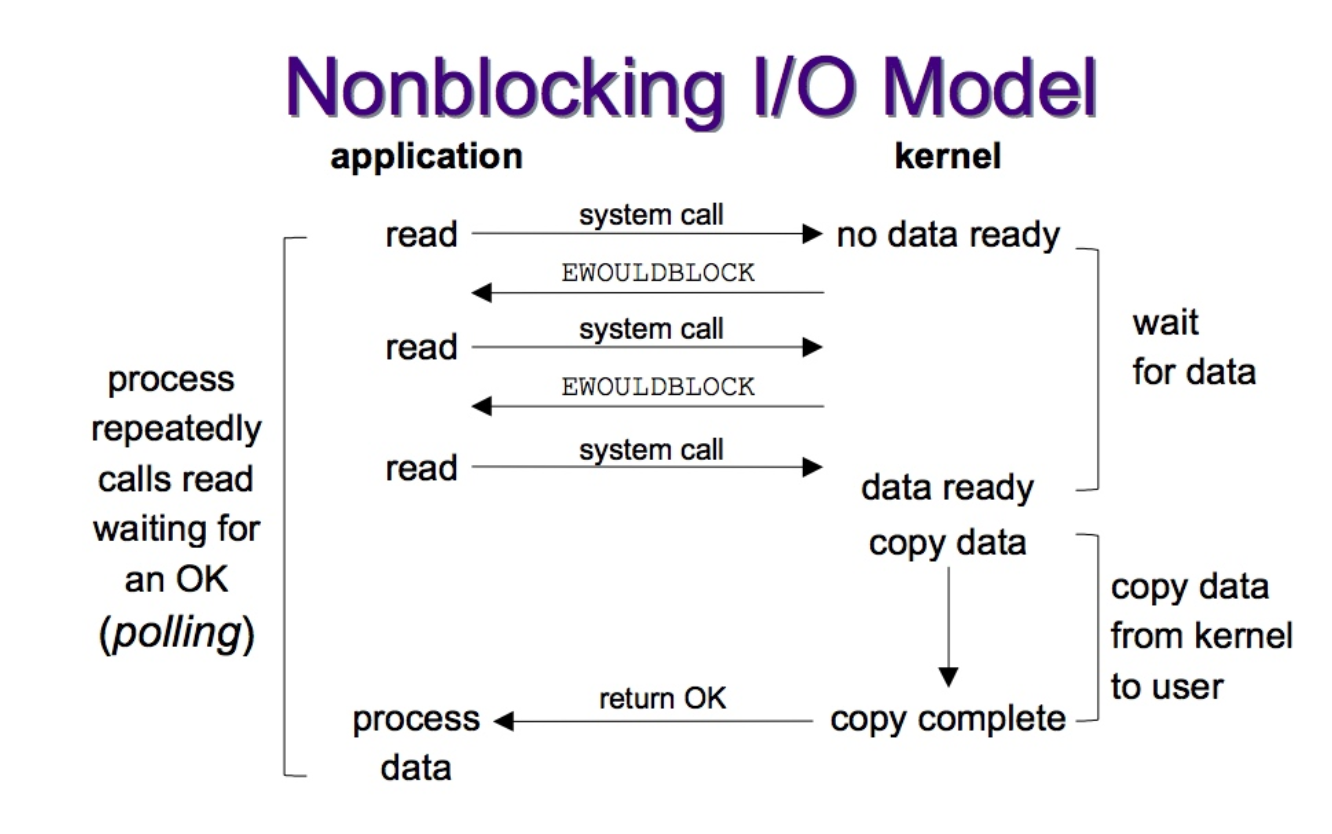 Nonblocking I/O Model
application
kernel
read
system call
no data ready
EWOULDBLOCK
read
system call
EWOULDBLOCK
read
system call
data ready
wait
for data
process
repeatedly
calls read
waiting for
an OK
(polling)
copy data
copy data
from kernel
to user
return OK
copy complete
process
data